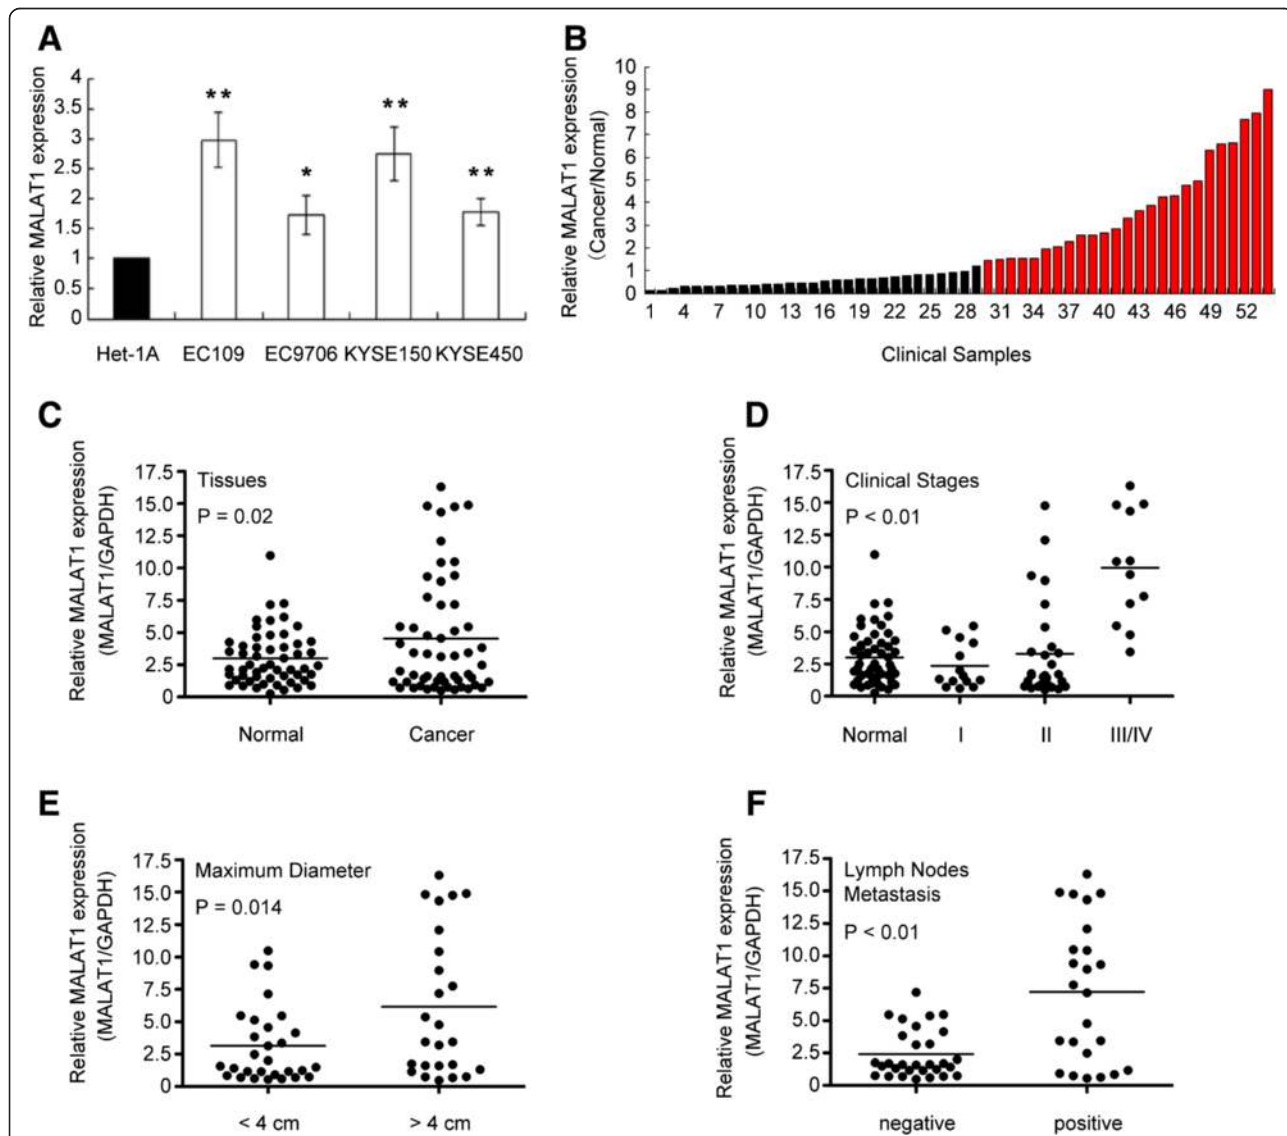 A
Relative MALAT1 expression
4
3.5
3
2.5
2
1.5
1
0.5
0
** * ** **
Het-1A EC109 EC9706 KYSE150 KYSE450
B
Relative MALAT1 expression
(Cancer/Normal)
10
9
8
7
6
5
4
3
2
1
0
1 4 7 10 13 16 19 22 25 28 31 34 37 40 43 46 49 52
Clinical Samples
C
Relative MALAT1 expression
(MALAT1/GAPDH)
17.5
15.0
12.5
10.0
7.5
5.0
2.5
0
Tissues
P = 0.02
Normal Cancer
D
Relative MALAT1 expression
(MALAT1/GAPDH)
17.5
15.0
12.5
10.0
7.5
5.0
2.5
0
Clinical Stages
P < 0.01
Normal I II III/IV
E
Relative MALAT1 expression
(MALAT1/GAPDH)
17.5
15.0
12.5
10.0
7.5
5.0
2.5
0
Maximum Diameter
P = 0.014
< 4 cm > 4 cm
F
Relative MALAT1 expression
(MALAT1/GAPDH)
17.5
15.0
12.5
10.0
7.5
5.0
2.5
0
Lymph Nodes
Metastasis
P < 0.01
negative positive